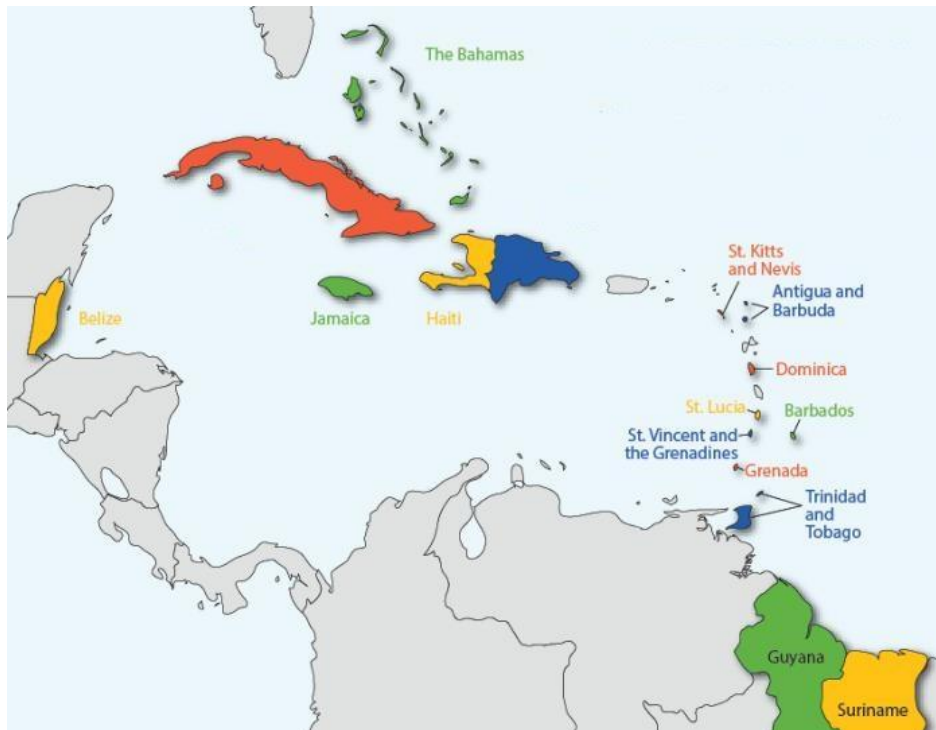 The Bahamas
St. Kitts
and Nevis
Antigua and
Barbuda
Belize
Jamaica
Haiti
Dominica
St. Lucia
Barbados
St. Vincent and
the Grenadines
Grenada
Trinidad
and
Tobago
Guyana
Suriname